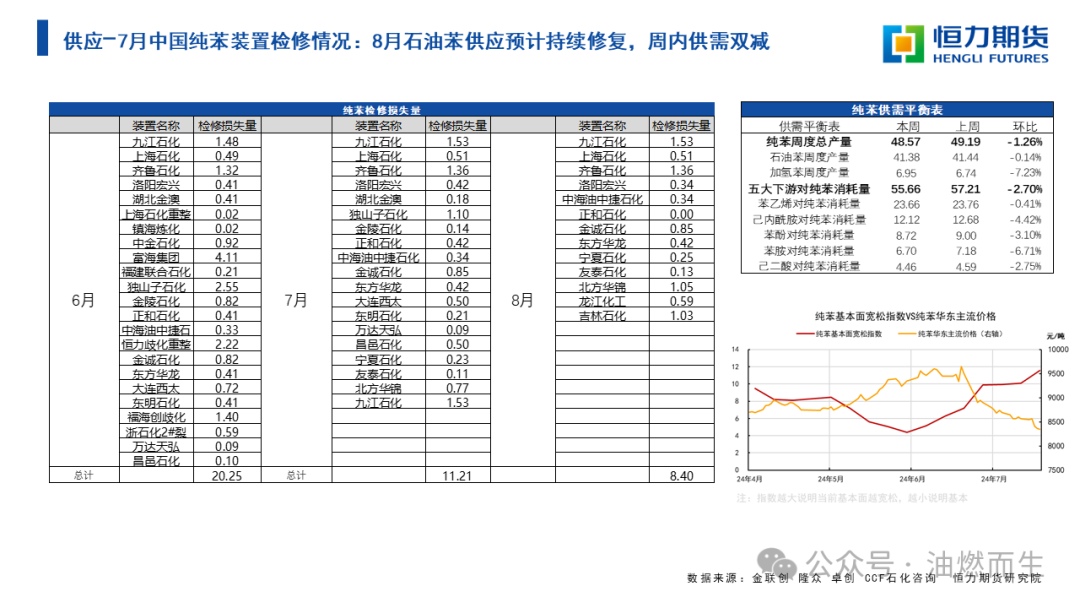 供应—7月中国纯苯装置检修情况：8月石油苯供应预计持续修复，周内供需双减
恒力期货
HENGLI FUTURES
纯苯检修损失量
装置名称 检修损失量 装置名称 检修损失量 装置名称 检修损失量
九江石化 1.48 九江石化 1.53 九江石化 1.53
上海石化 0.49 上海石化 0.51 上海石化 0.51
齐鲁石化 1.32 齐鲁石化 1.36 齐鲁石化 1.36
洛阳宏兴 0.41 洛阳宏兴 0.42 洛阳宏兴 0.34
湖北金澳 0.41 湖北金澳 0.18 中海油中捷石化 0.34
上海石化重整 0.02 独山子石化 1.10 正和石化 0.00
镇海炼化 0.02 金陵石化 0.14 金诚石化 0.85
中金石化 0.92 正和石化 0.42 东方华龙 0.42
富海集团 4.11 中海油中捷石化 0.34 宁夏石化 0.25
福建联合石化 0.21 金诚石化 0.85 友泰石化 0.13
6月 独山子石化 2.55 7月 东方华龙 0.42 8月 北方华锦 1.05
金陵石化 0.82 大连西太 0.50 龙江化工 0.59
正和石化 0.41 东明石化 0.21 吉林石化 1.03
中海油中捷石 0.33 万达天弘 0.09
恒力歧化重整 2.22 昌邑石化 0.50
金诚石化 0.82 宁夏石化 0.23
东方华龙 0.41 友泰石化 0.11
大连西太 0.72 北方华锦 0.77
东明石化 0.41 九江石化 1.53
福海创歧化 1.40
浙石化2#裂 0.59
万达天弘 0.09
昌邑石化 0.10
总计 20.25 总计 11.21 8.40
纯苯供需平衡表
供需平衡表 本周 上周 环比
纯苯周度总产量 48.57 49.19 -1.26%
石油苯周度产量 41.38 41.44 -0.14%
加氢苯周度产量 6.95 6.74 -7.23%
五大下游对纯苯消耗量 55.66 57.21 -2.70%
苯乙烯对纯苯消耗量 23.66 23.76 -0.41%
己内酰胺对纯苯消耗量 12.12 12.68 -4.42%
苯酚对纯苯消耗量 8.72 9.00 -3.10%
苯胺对纯苯消耗量 6.70 7.18 -6.71%
己二酸对纯苯消耗量 4.46 4.59 -2.75%
纯苯基本面宽松指数VS纯苯华东主流价格
纯苯基本面宽松指数 纯苯华东主流价格（右轴）
元/吨
14 10000
12 9500
10 9000
8
6 8500
4 8000
2
0 7500
24年4月 24年5月 24年6月 24年7月
注：指数越大说明当前基本面越宽松，越小说明基本
公众号·油燃而生
数据来源：金联创 隆众 卓创 CCF石化咨询 恒力期货研究院